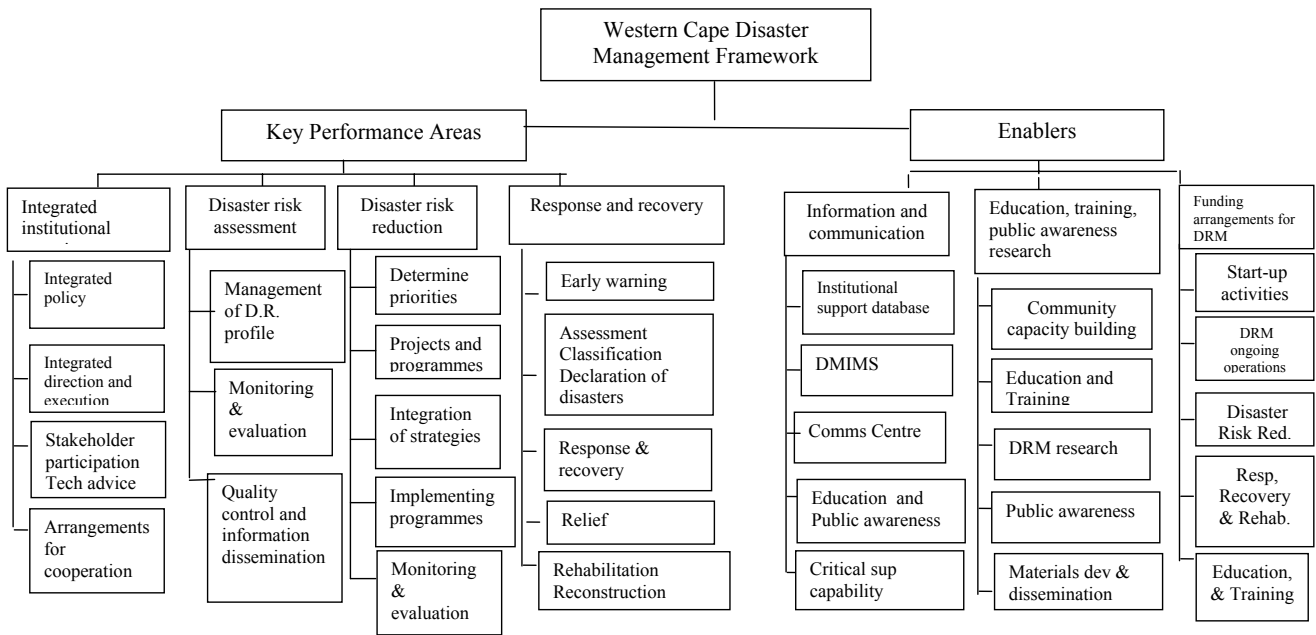 Western Cape Disaster
Management Framework
Key Performance Areas
Enablers
Integrated
institutional
Integrated
policy
Integrated
direction and
execution
Stakeholder
participation
Tech advice
Arrangements
for
cooperation
Disaster risk
assessment
Management
of D.R.
profile
Monitoring
&
evaluation
Quality
control and
information
dissemination
Disaster risk
reduction
Determine
priorities
Projects and
programmes
Integration
of strategies
Implementing
programmes
Monitoring
&
evaluation
Response and recovery
Early warning
Assessment
Classification
Declaration of
disasters
Response &
recovery
Relief
Rehabilitation
Reconstruction
Information and
communication
Institutional
support database
DMIMS
Comms Centre
Education and
Public awareness
Critical sup
capability
Education, training,
public awareness
research
Community
capacity building
Education and
Training
DRM research
Public awareness
Materials dev &
dissemination
Funding
arrangements for
DRM
Start-up
activities
DRM
ongoing
operations
Disaster
Risk Red.
Resp,
Recovery
& Rehab.
Education,
& Training